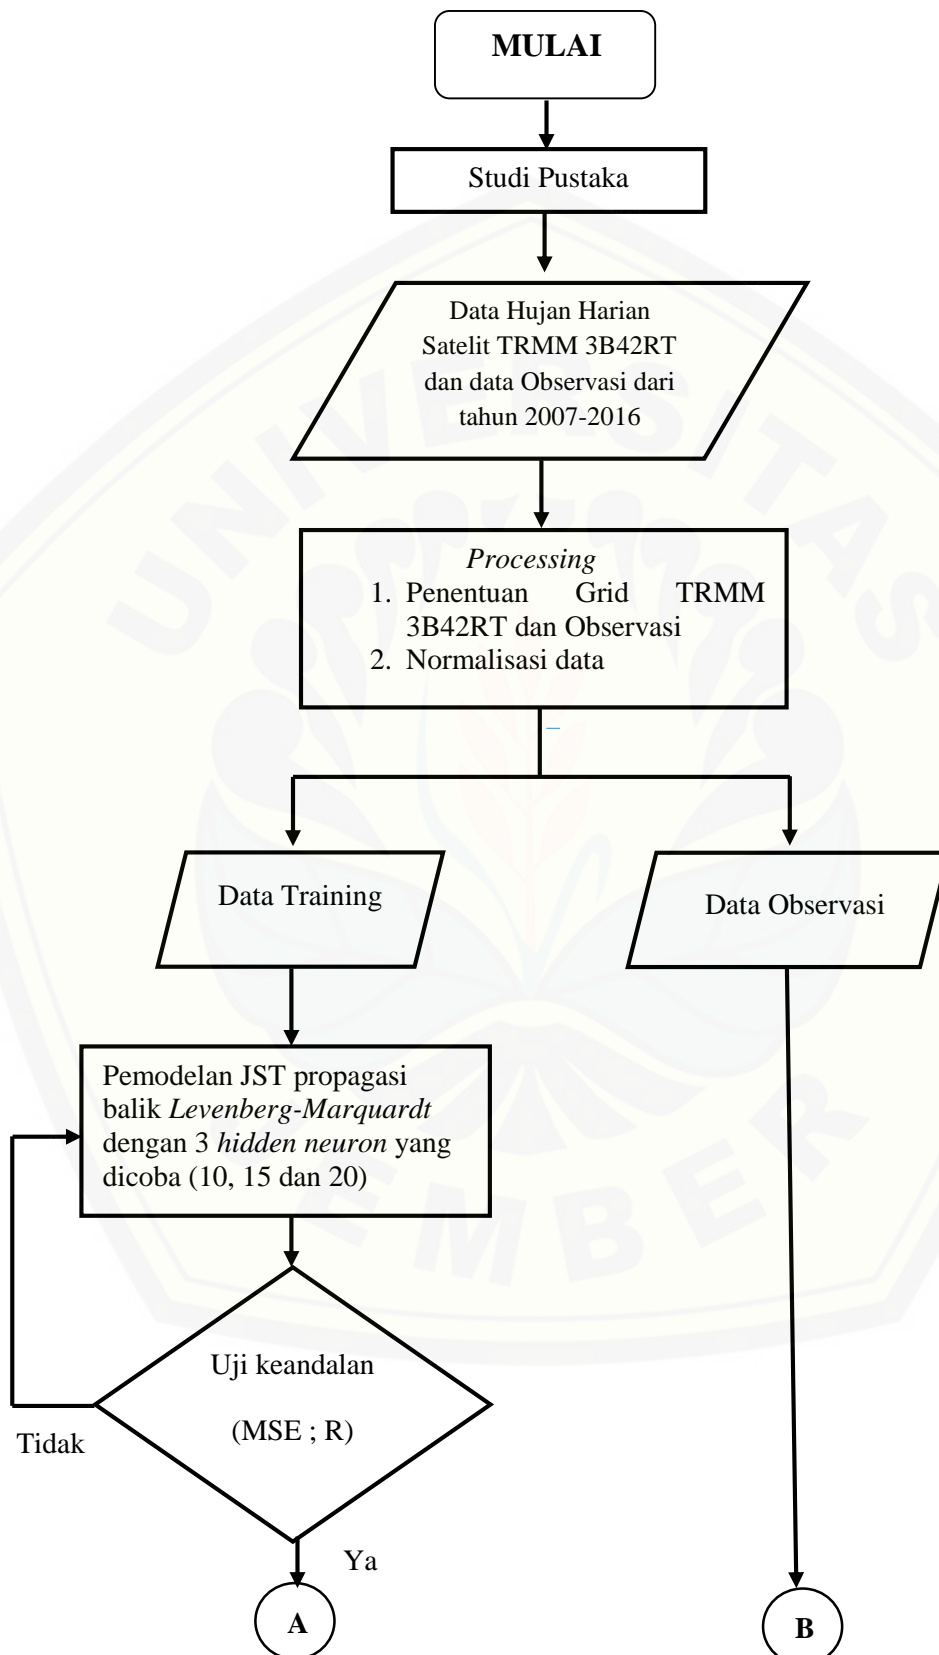 MULAI
Studi Pustaka
Data Hujan Harian
Satelit TRMM 3B42RT
dan data Observasi dari
tahun 2007-2016
Processing
1. Penentuan Grid TRMM
3B42RT dan Observasi
2. Normalisasi data
Data Training
Data Observasi
Pemodelan JST propagasi
balik Levenberg-Marquardt
dengan 3 hidden neuron yang
dicoba (10, 15 dan 20)
Uji keandalan
(MSE ; R)
Tidak
Ya
A
B
UNIVERSITAS
JEMBER